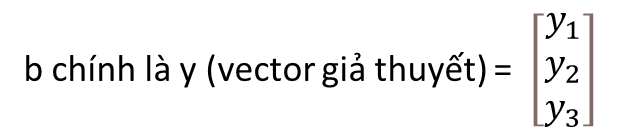 b chính là y (vector giả thuyết) = [y₁
y₂
y₃]